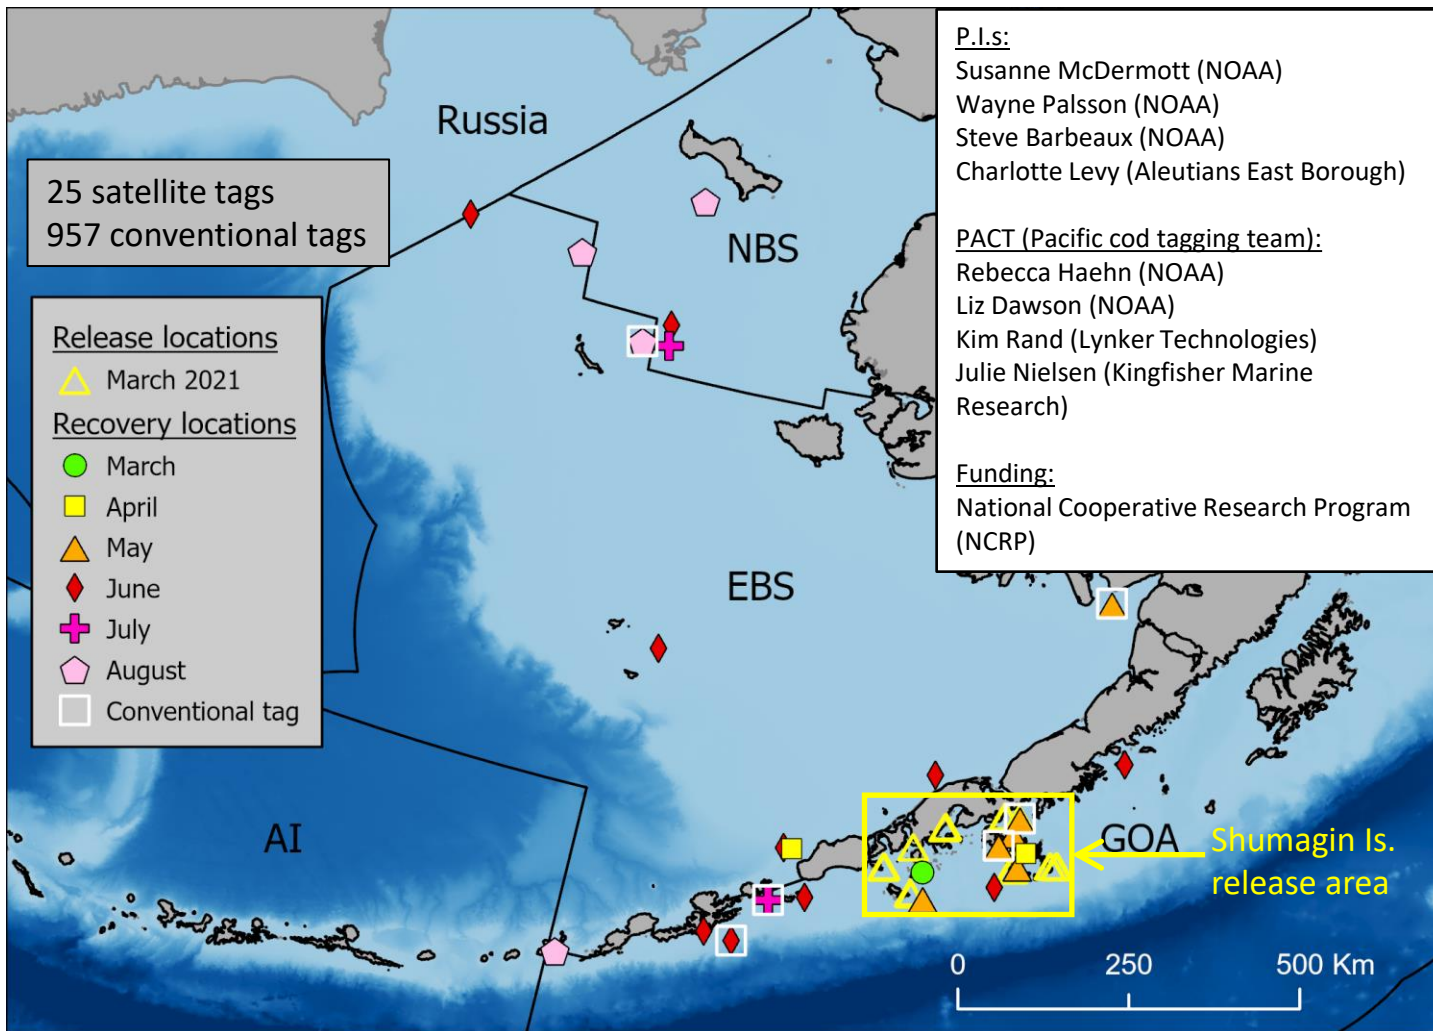 P.I.s:
Susanne McDermott (NOAA)
Wayne Palsson (NOAA)
Steve Barbeaux (NOAA)
Charlotte Levy (Aleutians East Borough)
PACT (Pacific cod tagging team):
Rebecca Haehn (NOAA)
Liz Dawson (NOAA)
Kim Rand (Lynker Technologies)
Julie Nielsen (Kingfisher Marine
Research)
Funding:
National Cooperative Research Program
(NCRP)
Russia
25 satellite tags
957 conventional tags
NBS
Release locations
March 2021
Recovery locations
March
April
May
June
July
August
Conventional tag
EBS
AI
GOA
Shumagin Is.
release area
0 250 500 Km